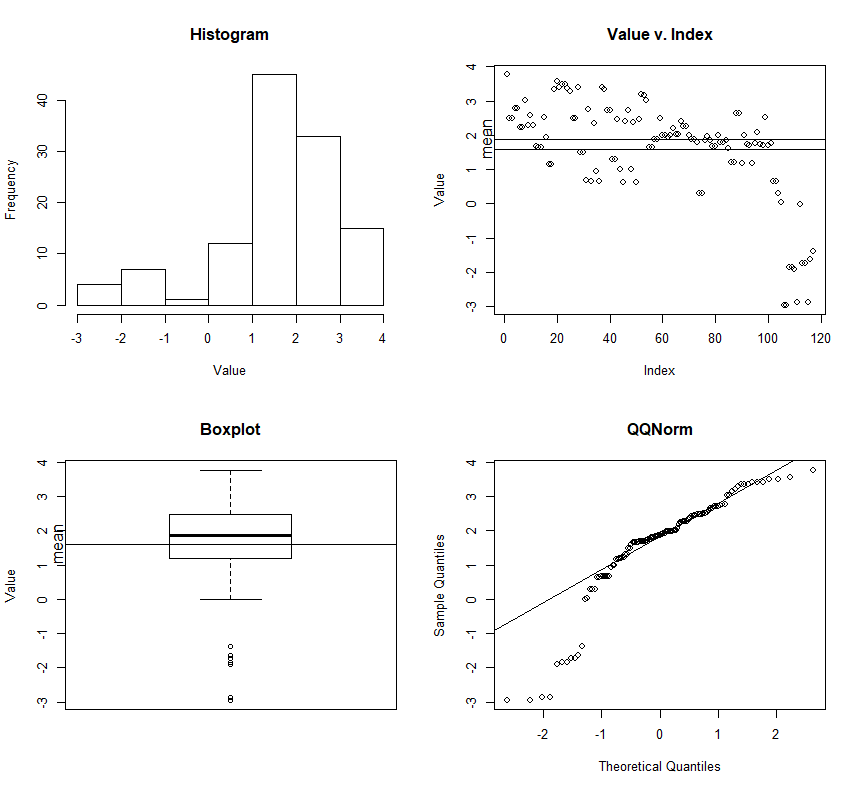 Histogram
Frequency
40
30
20
10
0
-3 -2 -1 0 1 2 3 4
Value
Value v. Index
Value
mean
4
3
2
1
0
-1
-2
-3
0 20 40 60 80 100 120
Index
Boxplot
Value
mean
4
3
2
1
0
-1
-2
-3
QQNorm
Sample Quantiles
4
3
2
1
0
-1
-2
-3
-2 -1 0 1 2
Theoretical Quantiles